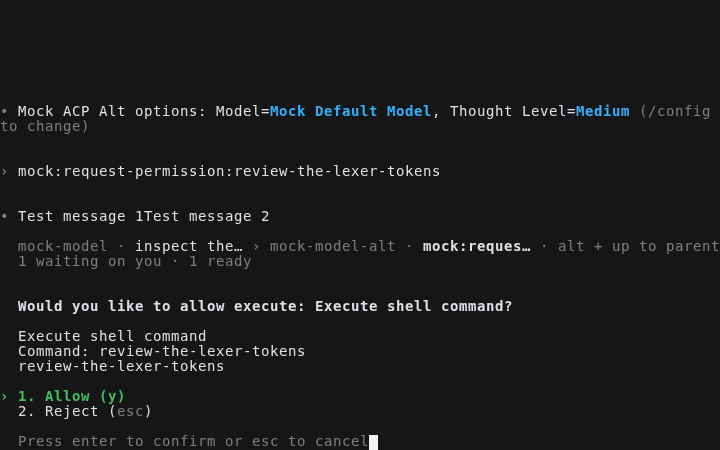 • Mock ACP Alt options: Model=Mock Default Model, Thought Level=Medium (/config
to change)
› mock:request-permission:review-the-lexer-tokens
• Test message 1Test message 2
mock-model · inspect the… › mock-model-alt · mock:reques… · alt + up to parent
1 waiting on you · 1 ready
Would you like to allow execute: Execute shell command?
Execute shell command
Command: review-the-lexer-tokens
review-the-lexer-tokens
› 1. Allow (y)
2. Reject (esc)
Press enter to confirm or esc to cancel